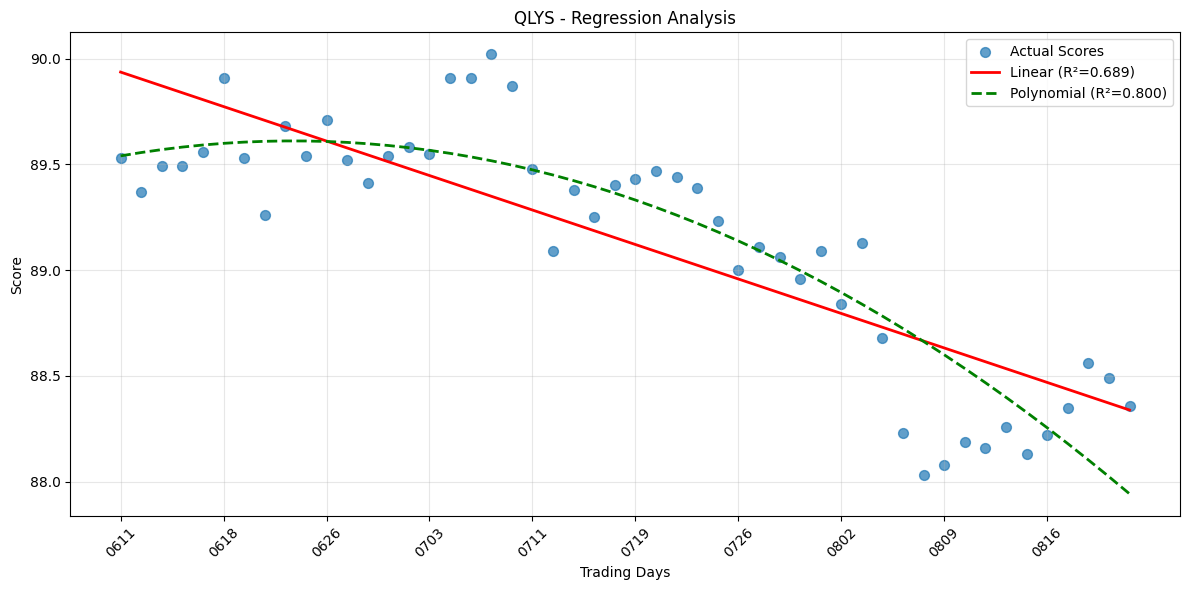 QLYS - Regression Analysis
Actual Scores
Linear (R²=0.689)
Polynomial (R²=0.800)
Score
90.0
89.5
89.0
88.5
88.0
0611
0618
0626
0703
0711
0719
0726
0802
0809
0816
Trading Days